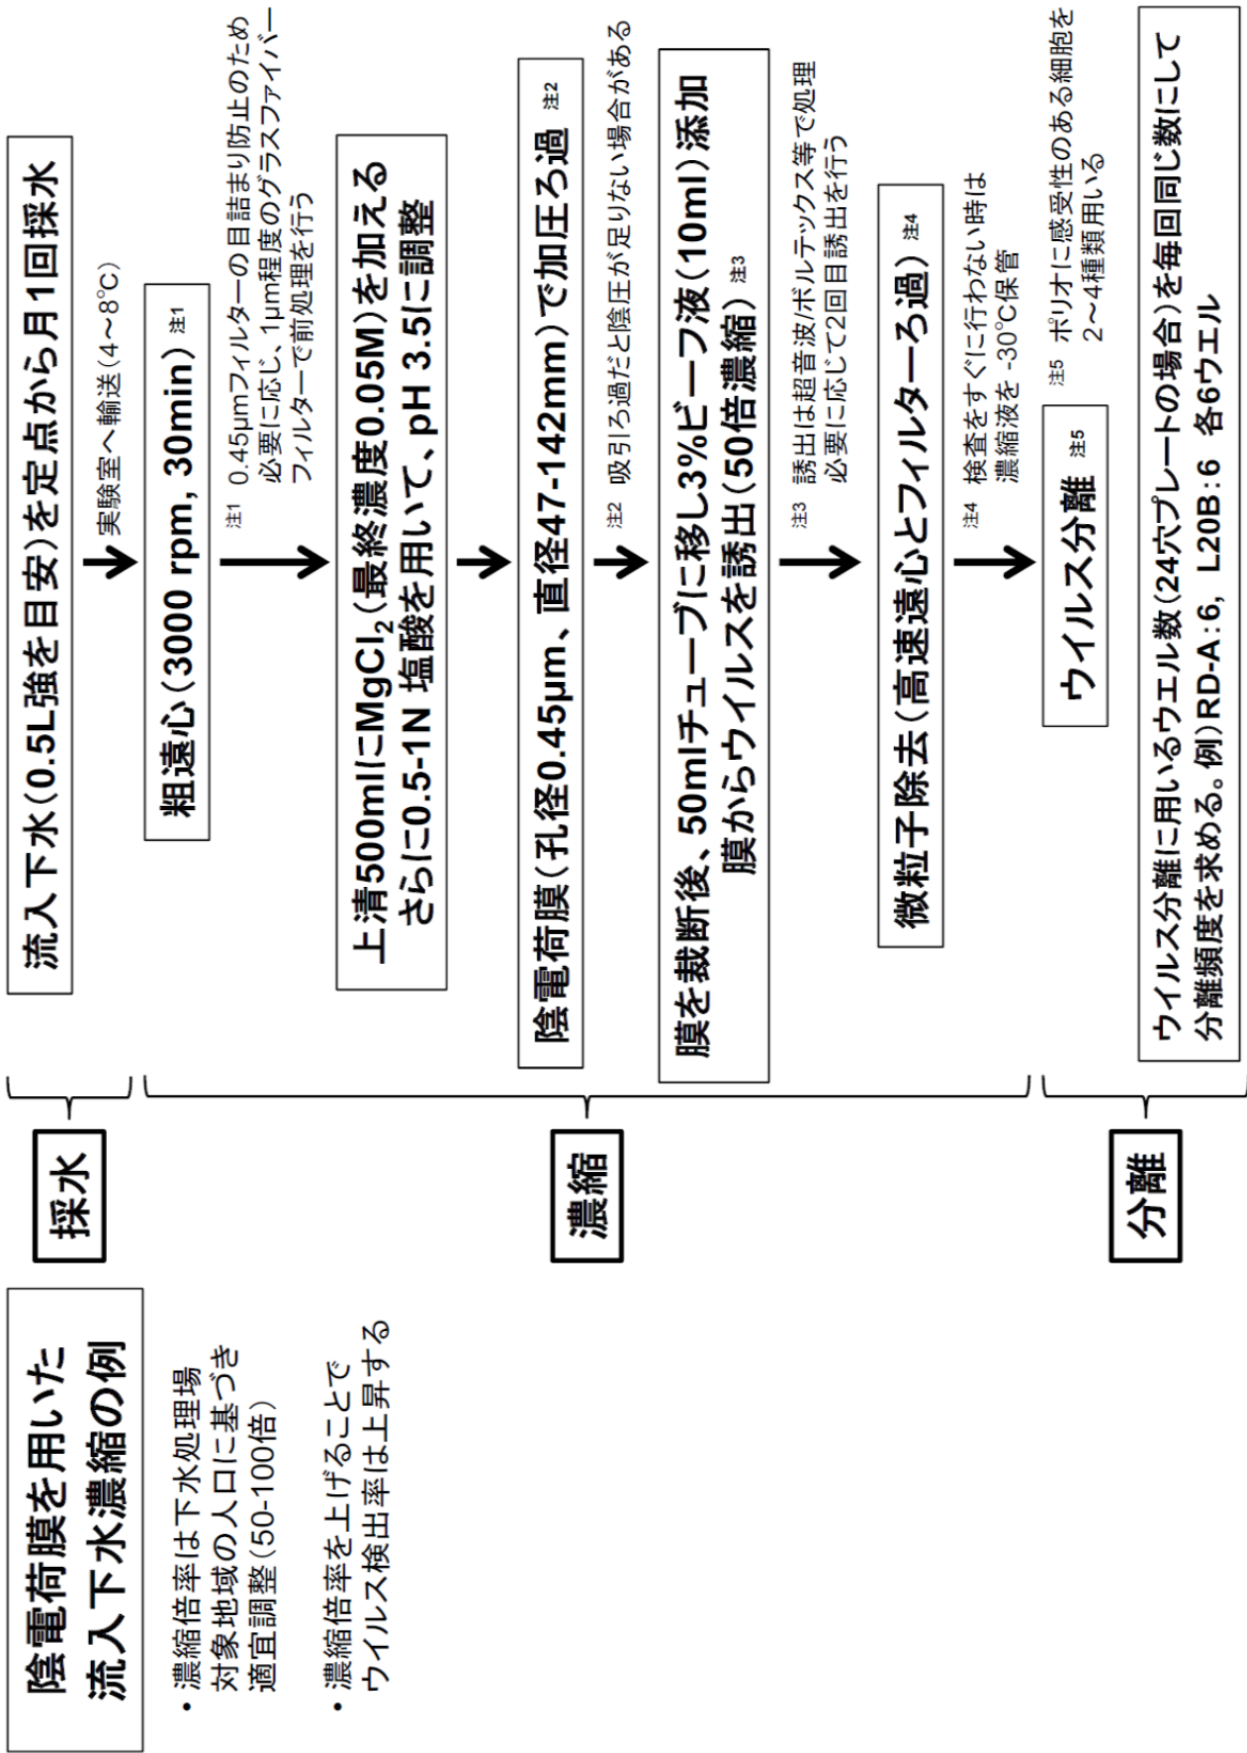 陰電荷膜を用いた
流入下水濃縮の例
・濃縮倍率は下水処理場
対象地域の人口に基づき
適宜調整(50-100倍)
・濃縮倍率を上げることで
ウイルス検出率は上昇する
採水
流入下水(0.5L強を目安)を定点から月1回採水
実験室へ輸送(4～8℃)
濃縮
粗遠心(3000 rpm, 30min) 注1
注1 0.45μmフィルターの目詰まり防止のため
必要に応じ、1μm程度のグラスファイバー
フィルターで前処理を行う
上清500mlにMgCl₂(最終濃度0.05M)を加える
さらに0.5-1N 塩酸を用いて、pH 3.5に調整
陰電荷膜(孔径0.45μm、直径47-142mm)で加圧ろ過 注2
注2 吸引ろ過だと陰圧が足りない場合がある
膜を裁断後、50mlチューブに移し3%ビーフ液(10ml)添加
膜からウイルスを誘出(50倍濃縮) 注3
注3 誘出は超音波/ボルテックス等で処理
必要に応じて2回目誘出を行う
微粒子除去(高速遠心とフィルターろ過) 注4
注4 検査をすぐに行わない時は
濃縮液を -30℃保管
分離
ウイルス分離 注5
注5 ポリオに感受性のある細胞を
2～4種類用いる
ウイルス分離に用いるウエル数(24穴プレートの場合)を毎回同じ数にして
分離頻度を求める。例)RD-A:6, L20B:6 各6ウエル